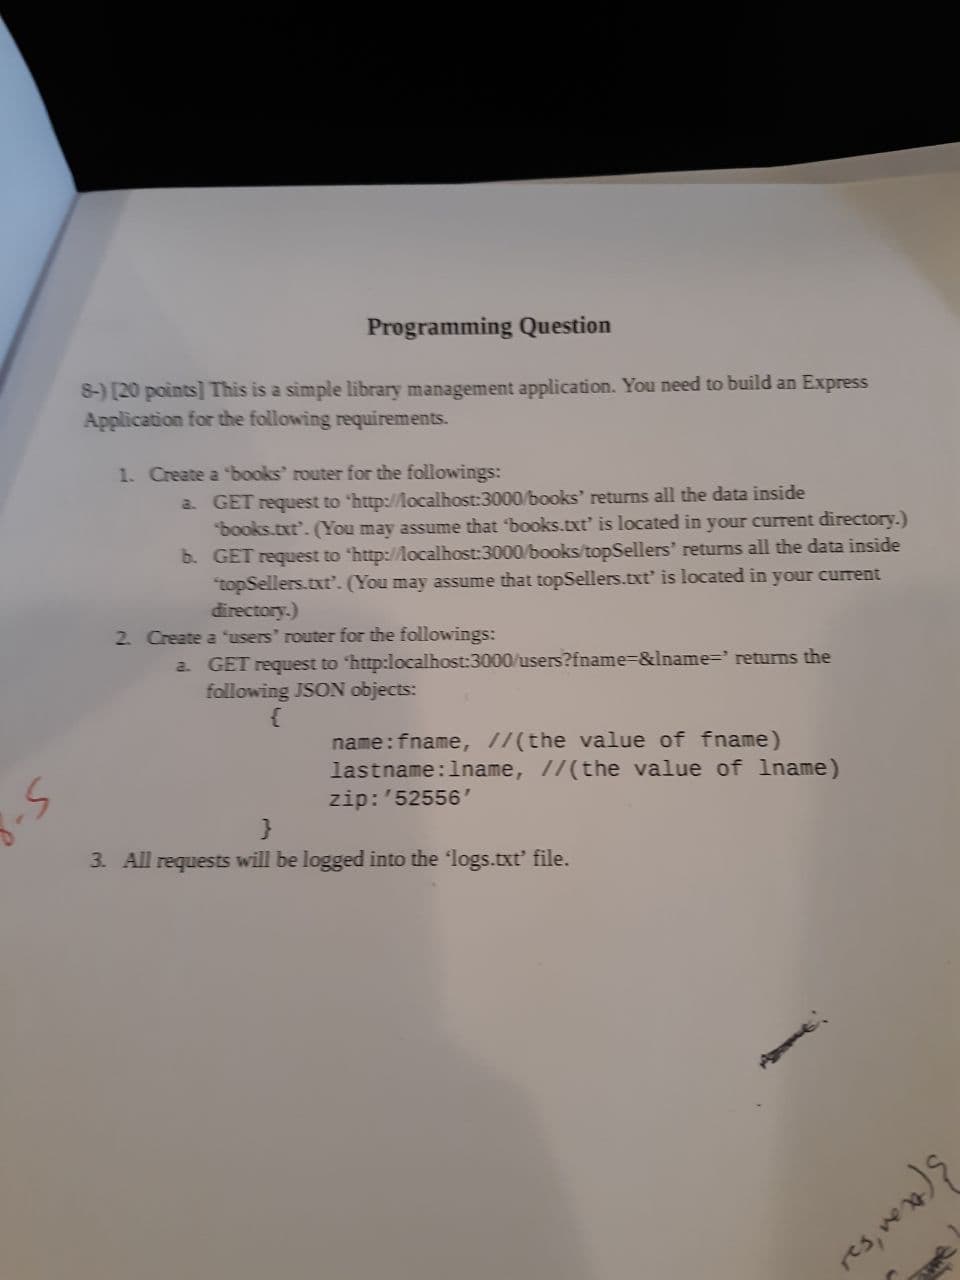 Programming Question
8-) [20 points] This is a simple library management application. You need to build an Express
Application for the following requirements.
1. Create a ‘books’ router for the followings:
a. GET request to ‘http://localhost:3000/books’ returns all the data inside
‘books.txt’. (You may assume that ‘books.txt’ is located in your current directory.)
b. GET request to ‘http://localhost:3000/books/topSellers’ returns all the data inside
‘topSellers.txt’. (You may assume that topSellers.txt’ is located in your current
directory.)
2. Create a ‘users’ router for the followings:
a. GET request to ‘http:localhost:3000/users?fname=&lname=’ returns the
following JSON objects:
{
name:fname, //(the value of fname)
lastname:lname, //(the value of lname)
zip:’52556’
}
3. All requests will be logged into the ‘logs.txt’ file.
res, next) {